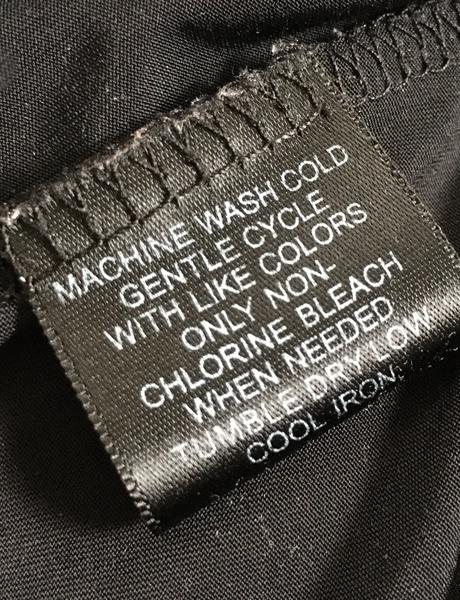 MACHINE WASH COLD
GENTLE CYCLE
WITH LIKE COLORS
ONLY NON-
CHLORINE BLEACH
WHEN NEEDED
TUMBLE DRY LOW
COOL IRON